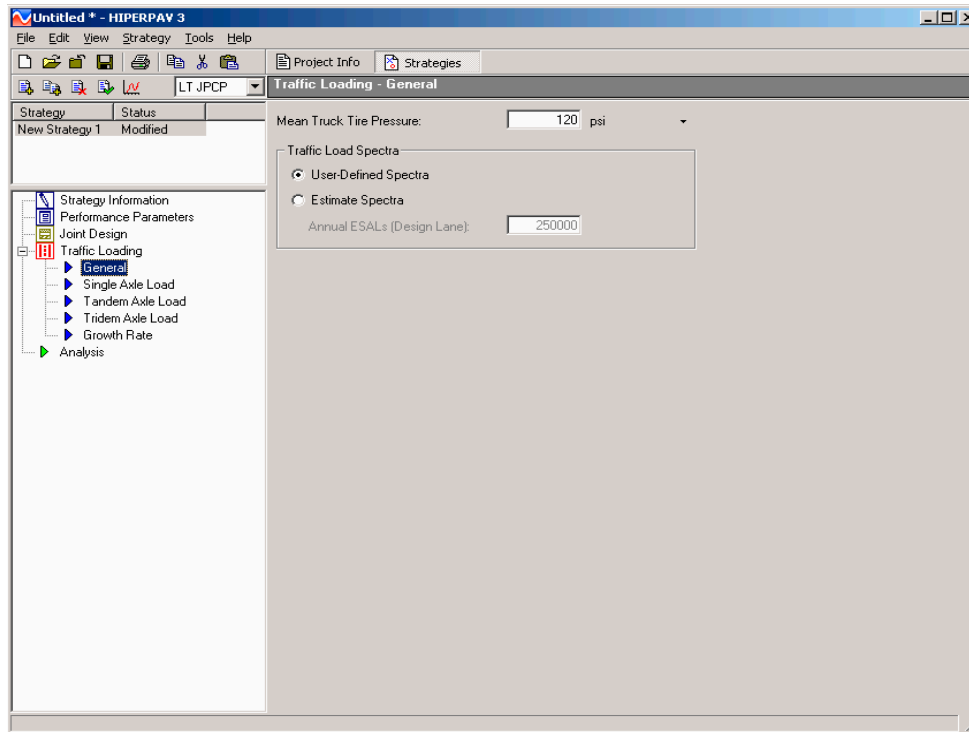 Untitled * - HIPERPAV 3
File Edit View Strategy Tools Help
Project Info Strategies
LT JPCP
Traffic Loading - General
Strategy Status
New Strategy 1 Modified
Mean Truck Tire Pressure: 120 psi
Traffic Load Spectra
User-Defined Spectra
Estimate Spectra
Annual ESALs (Design Lane): 250000
Strategy Information
Performance Parameters
Joint Design
Traffic Loading
General
Single Axle Load
Tandem Axle Load
Tridem Axle Load
Growth Rate
Analysis